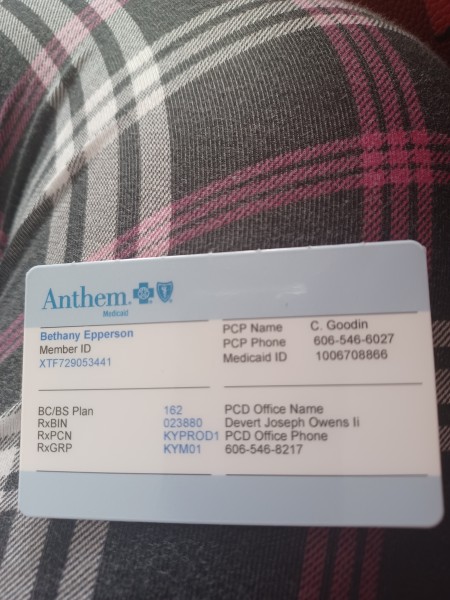 Anthem.
Medicaid
Bethany Epperson
Member ID
XTF729053441
PCP Name C. Goodin
PCP Phone 606-546-6027
Medicaid ID 1006708866
BC/BS Plan 162
RxBIN 023880
RxPCN KYPROD1
RxGRP KYM01
PCD Office Name
Devert Joseph Owens Ii
PCD Office Phone
606-546-8217